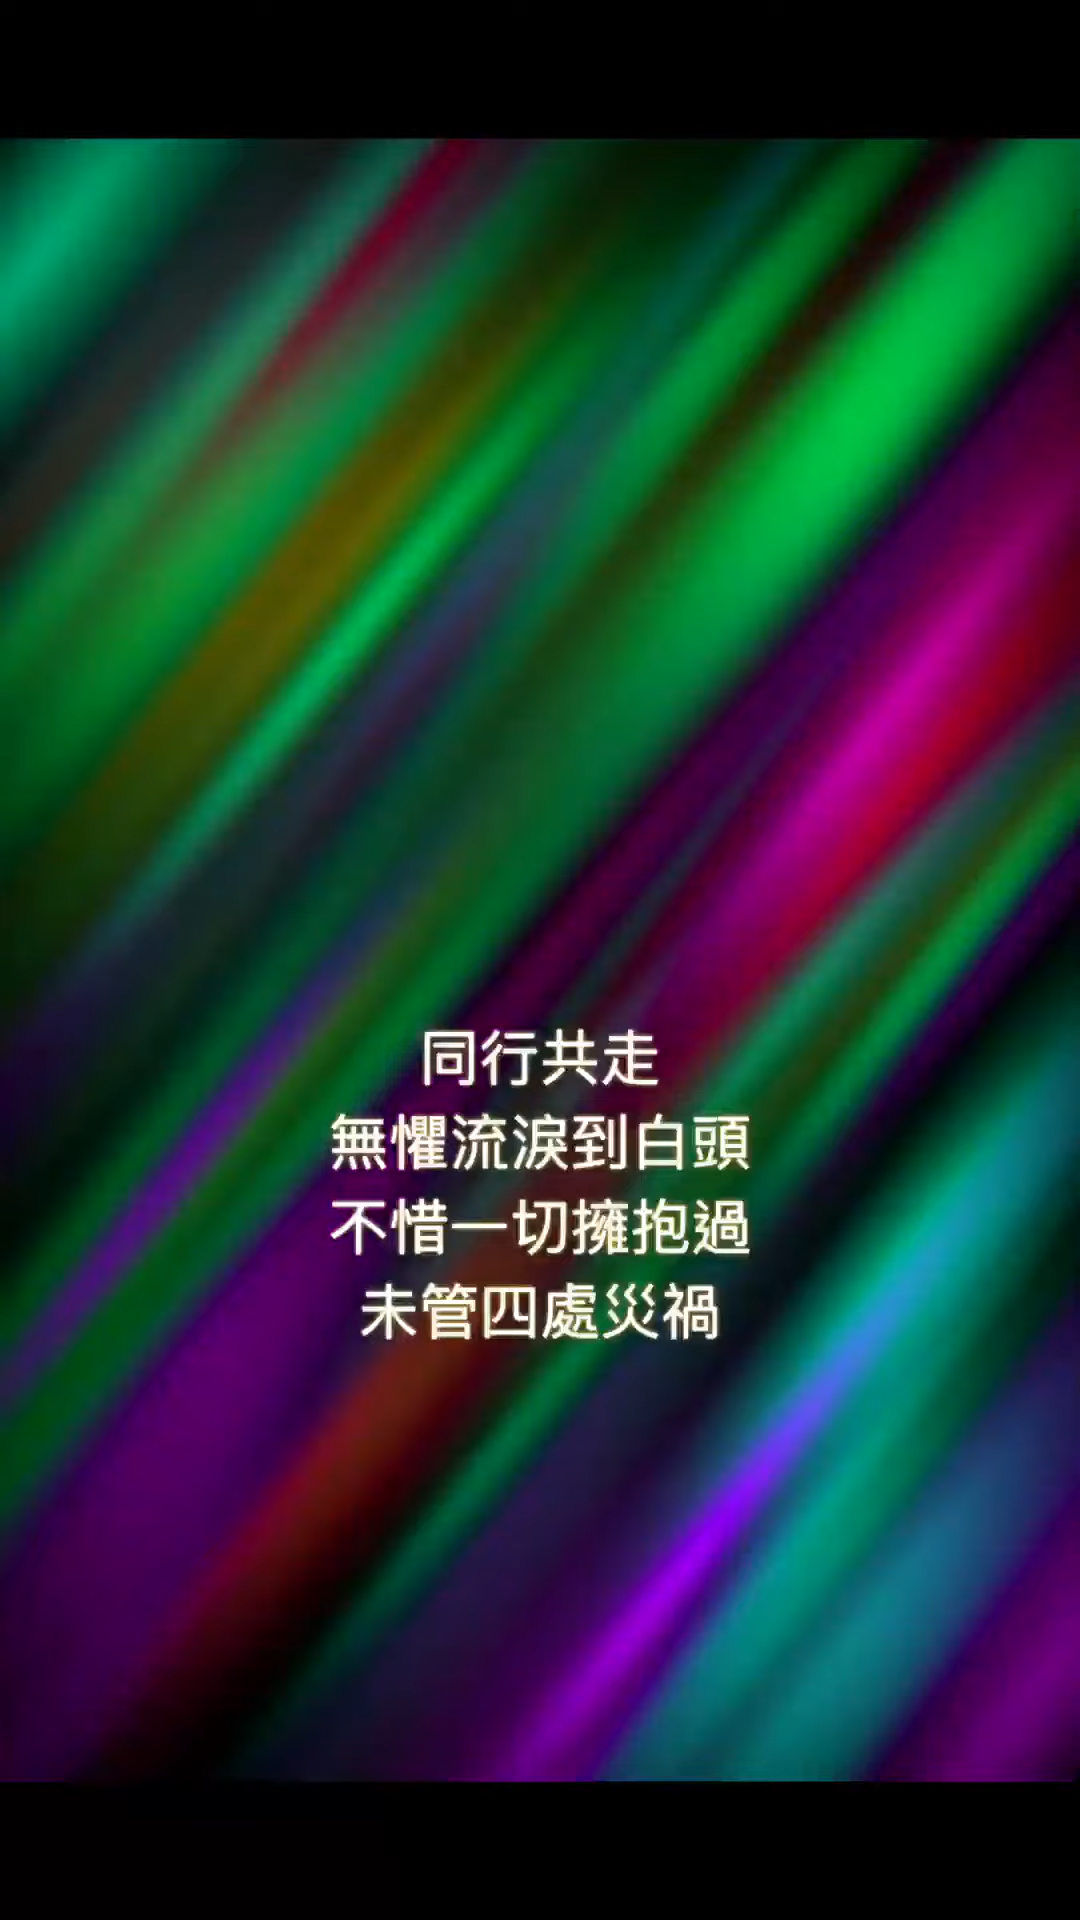 同行共走
無懼流淚到白頭
不惜一切擁抱過
未管四處災禍